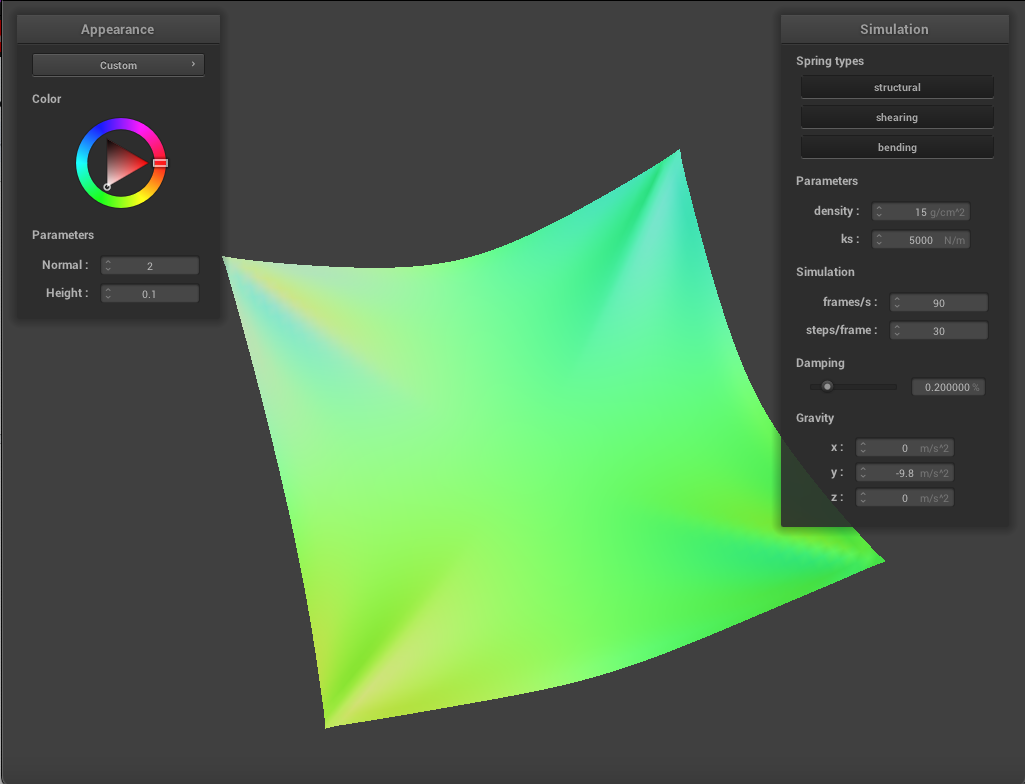 Appearance
Custom ›
Color
Parameters
Normal : 2
Height : 0.1
Simulation
Spring types
structural
shearing
bending
Parameters
density : 15 g/cm^2
ks : 5000 N/m
Simulation
frames/s : 90
steps/frame : 30
Damping
0.200000 %
Gravity
x : 0 m/s^2
y : -9.8 m/s^2
z : 0 m/s^2